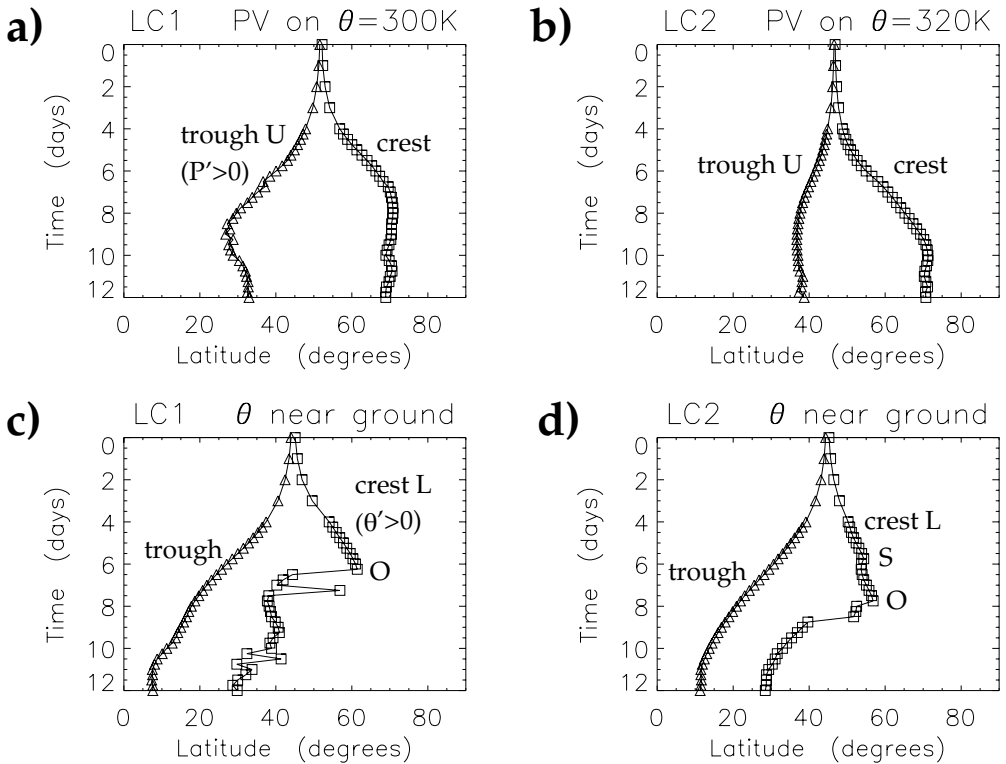 a) LC1 PV on θ=300K
0
2
4
6
8
10
12
Time (days)
trough U
(P'>0)
crest
0 20 40 60 80
Latitude (degrees)
b) LC2 PV on θ=320K
0
2
4
6
8
10
12
Time (days)
trough U
crest
0 20 40 60 80
Latitude (degrees)
c) LC1 θ near ground
0
2
4
6
8
10
12
Time (days)
crest L
(θ'>0)
trough
O
0 20 40 60 80
Latitude (degrees)
d) LC2 θ near ground
0
2
4
6
8
10
12
Time (days)
crest L
S
trough
O
0 20 40 60 80
Latitude (degrees)